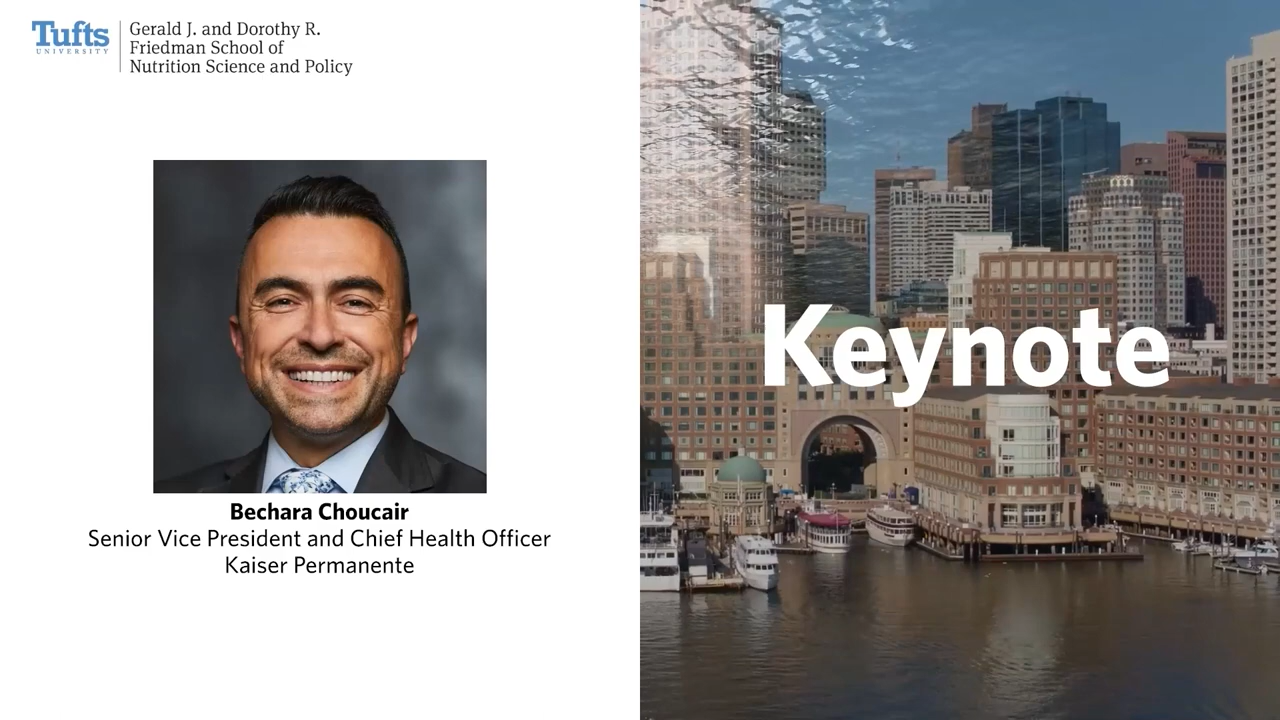 Tufts
UNIVERSITY
Gerald J. and Dorothy R.
Friedman School of
Nutrition Science and Policy
Bechara Choucair
Senior Vice President and Chief Health Officer
Kaiser Permanente
Keynote